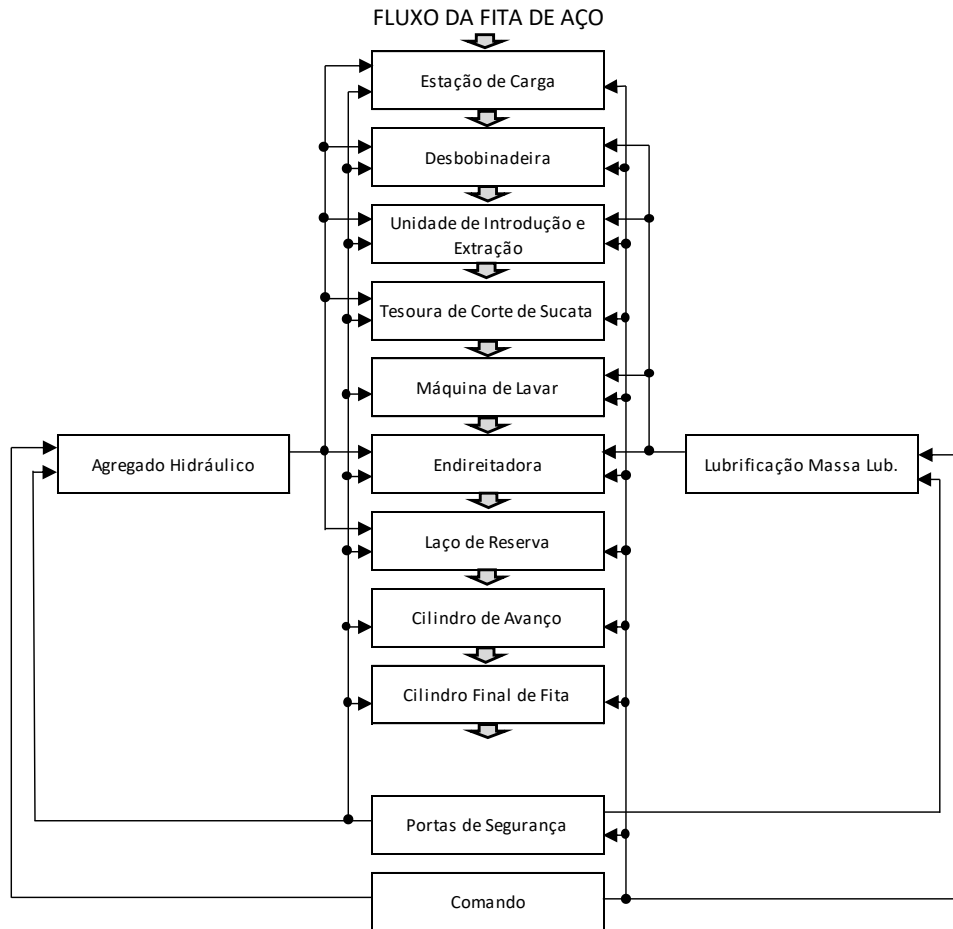 FLUXO DA FITA DE AÇO
Estação de Carga
Desbobinadeira
Unidade de Introdução e
Extração
Tesoura de Corte de Sucata
Máquina de Lavar
Agregado Hidráulico
Endireitadora
Lubrificação Massa Lub.
Laço de Reserva
Cilindro de Avanço
Cilindro Final de Fita
Portas de Segurança
Comando